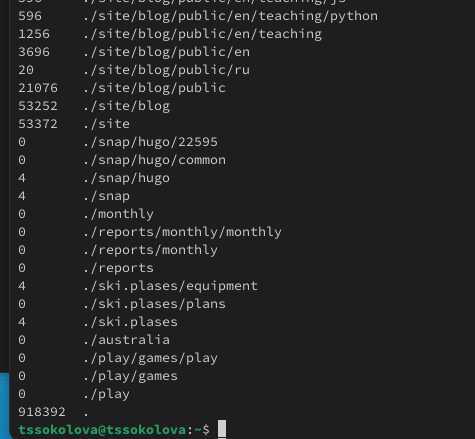 596 ./site/blog/public/en/teaching/python
1256 ./site/blog/public/en/teaching
3696 ./site/blog/public/en
20 ./site/blog/public/ru
21076 ./site/blog/public
53252 ./site/blog
53372 ./site
0 ./snap/hugo/22595
0 ./snap/hugo/common
4 ./snap/hugo
4 ./snap
0 ./monthly
0 ./reports/monthly/monthly
0 ./reports/monthly
0 ./reports
4 ./ski.plases/equipment
0 ./ski.plases/plans
4 ./ski.plases
0 ./australia
0 ./play/games/play
0 ./play/games
0 ./play
918392 .
tssokolova@tssokolova:~$